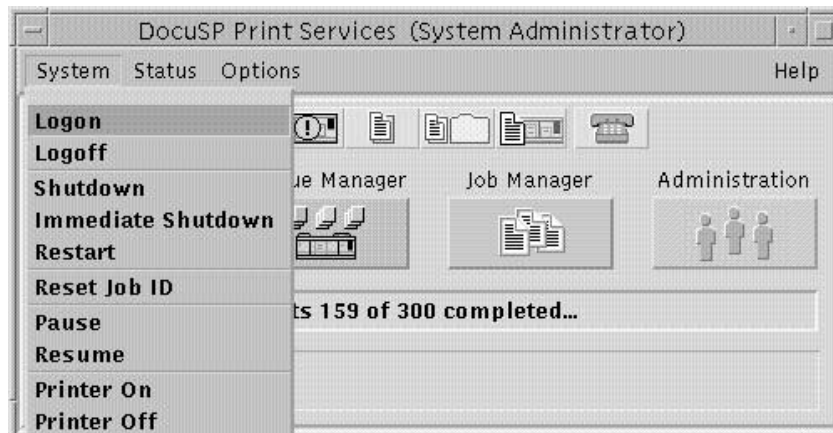 DocuSP Print Services (System Administrator)
System Status Options Help
Logon
Logoff
Shutdown
Immediate Shutdown
Restart
Reset Job ID
Pause
Resume
Printer On
Printer Off
ue Manager Job Manager Administration
ts 159 of 300 completed...